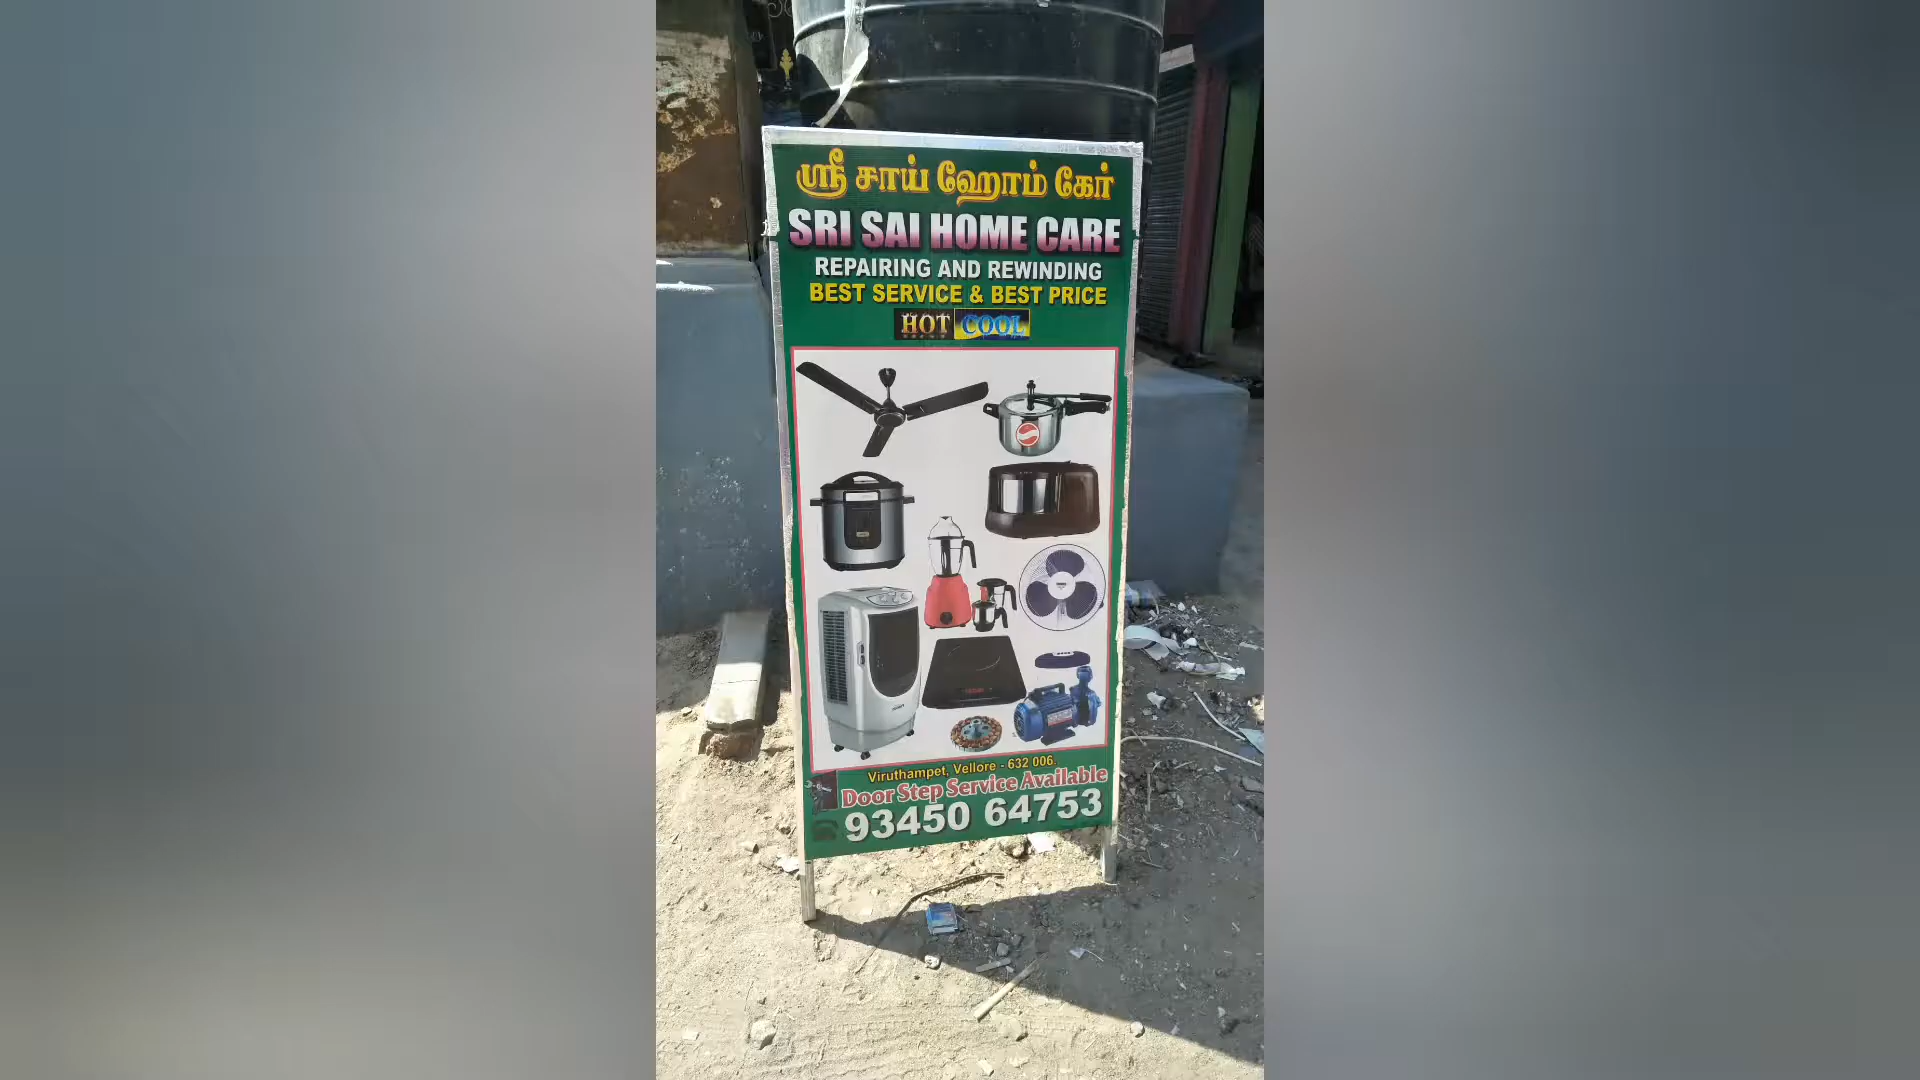 ஸ்ரீ சாய் ஹோம் கேர்
SRI SAI HOME CARE
REPAIRING AND REWINDING
BEST SERVICE & BEST PRICE
HOT COOL
Viruthampet, Vellore - 632 006.
Door Step Service Available
93450 64753